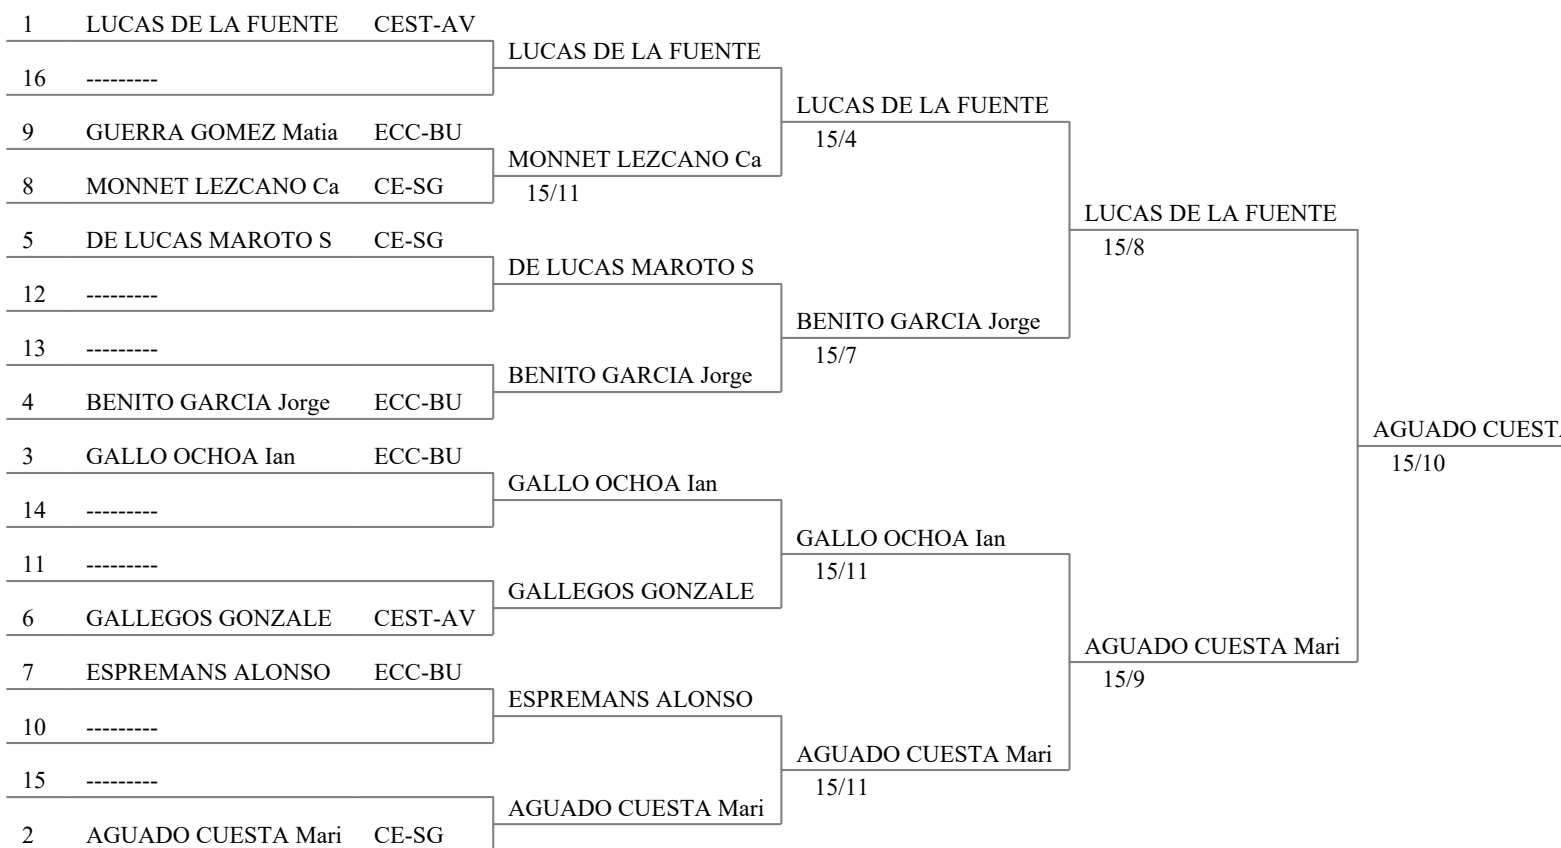 1 LUCAS DE LA FUENTE CEST-AV
LUCAS DE LA FUENTE
16 ---------
LUCAS DE LA FUENTE
15/4
9 GUERRA GOMEZ Matia ECC-BU
MONNET LEZCANO Ca
15/11
8 MONNET LEZCANO Ca CE-SG
LUCAS DE LA FUENTE
15/8
5 DE LUCAS MAROTO S CE-SG
DE LUCAS MAROTO S
12 ---------
BENITO GARCIA Jorge
15/7
13 ---------
BENITO GARCIA Jorge
4 BENITO GARCIA Jorge ECC-BU
AGUADO CUESTA
15/10
3 GALLO OCHOA Ian ECC-BU
GALLO OCHOA Ian
14 ---------
GALLO OCHOA Ian
15/11
11 ---------
GALLEGOS GONZALE
6 GALLEGOS GONZALE CEST-AV
AGUADO CUESTA Mari
15/9
7 ESPREMANS ALONSO ECC-BU
ESPREMANS ALONSO
10 ---------
AGUADO CUESTA Mari
15/11
15 ---------
AGUADO CUESTA Mari
2 AGUADO CUESTA Mari CE-SG